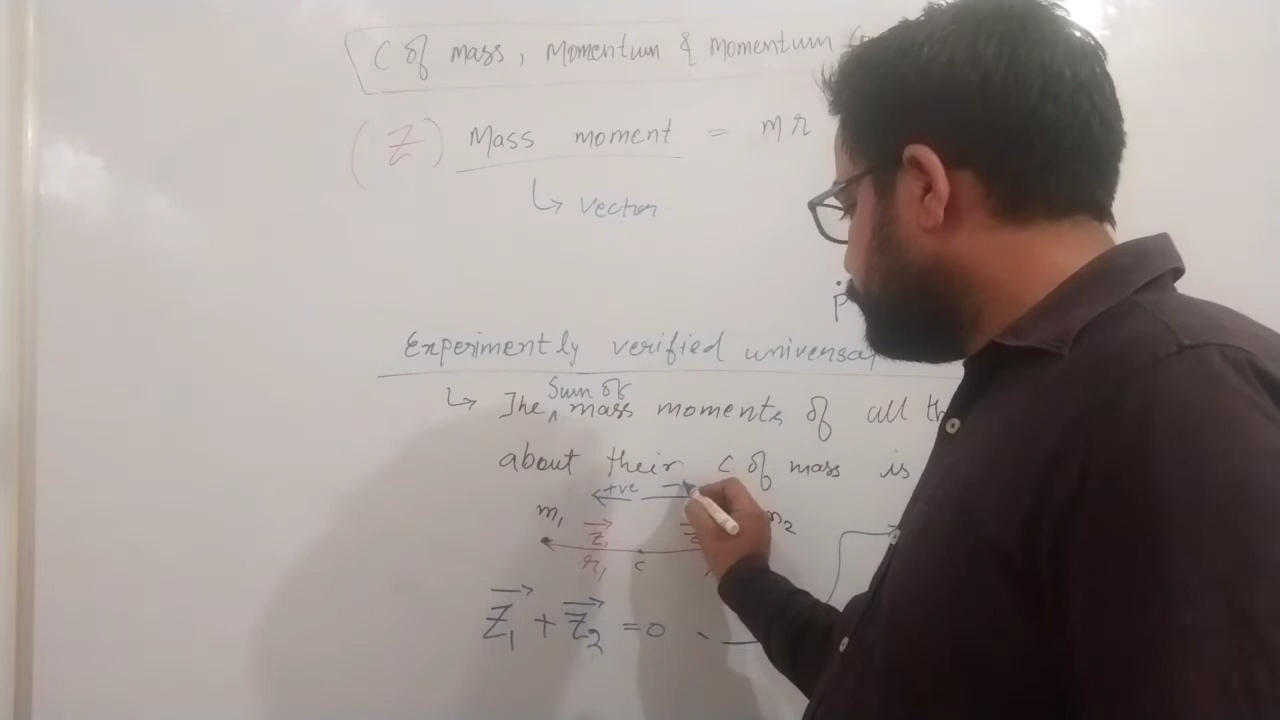 C of mass, Momentum & Momentum
(Z) Mass moment = mr
↳ vector
Experimently verified universal
↳ The mass moments of all
Sum of
about their C of mass is
+ve
m₁ Z₁
r₁ c
Z₁ + Z₂ = 0